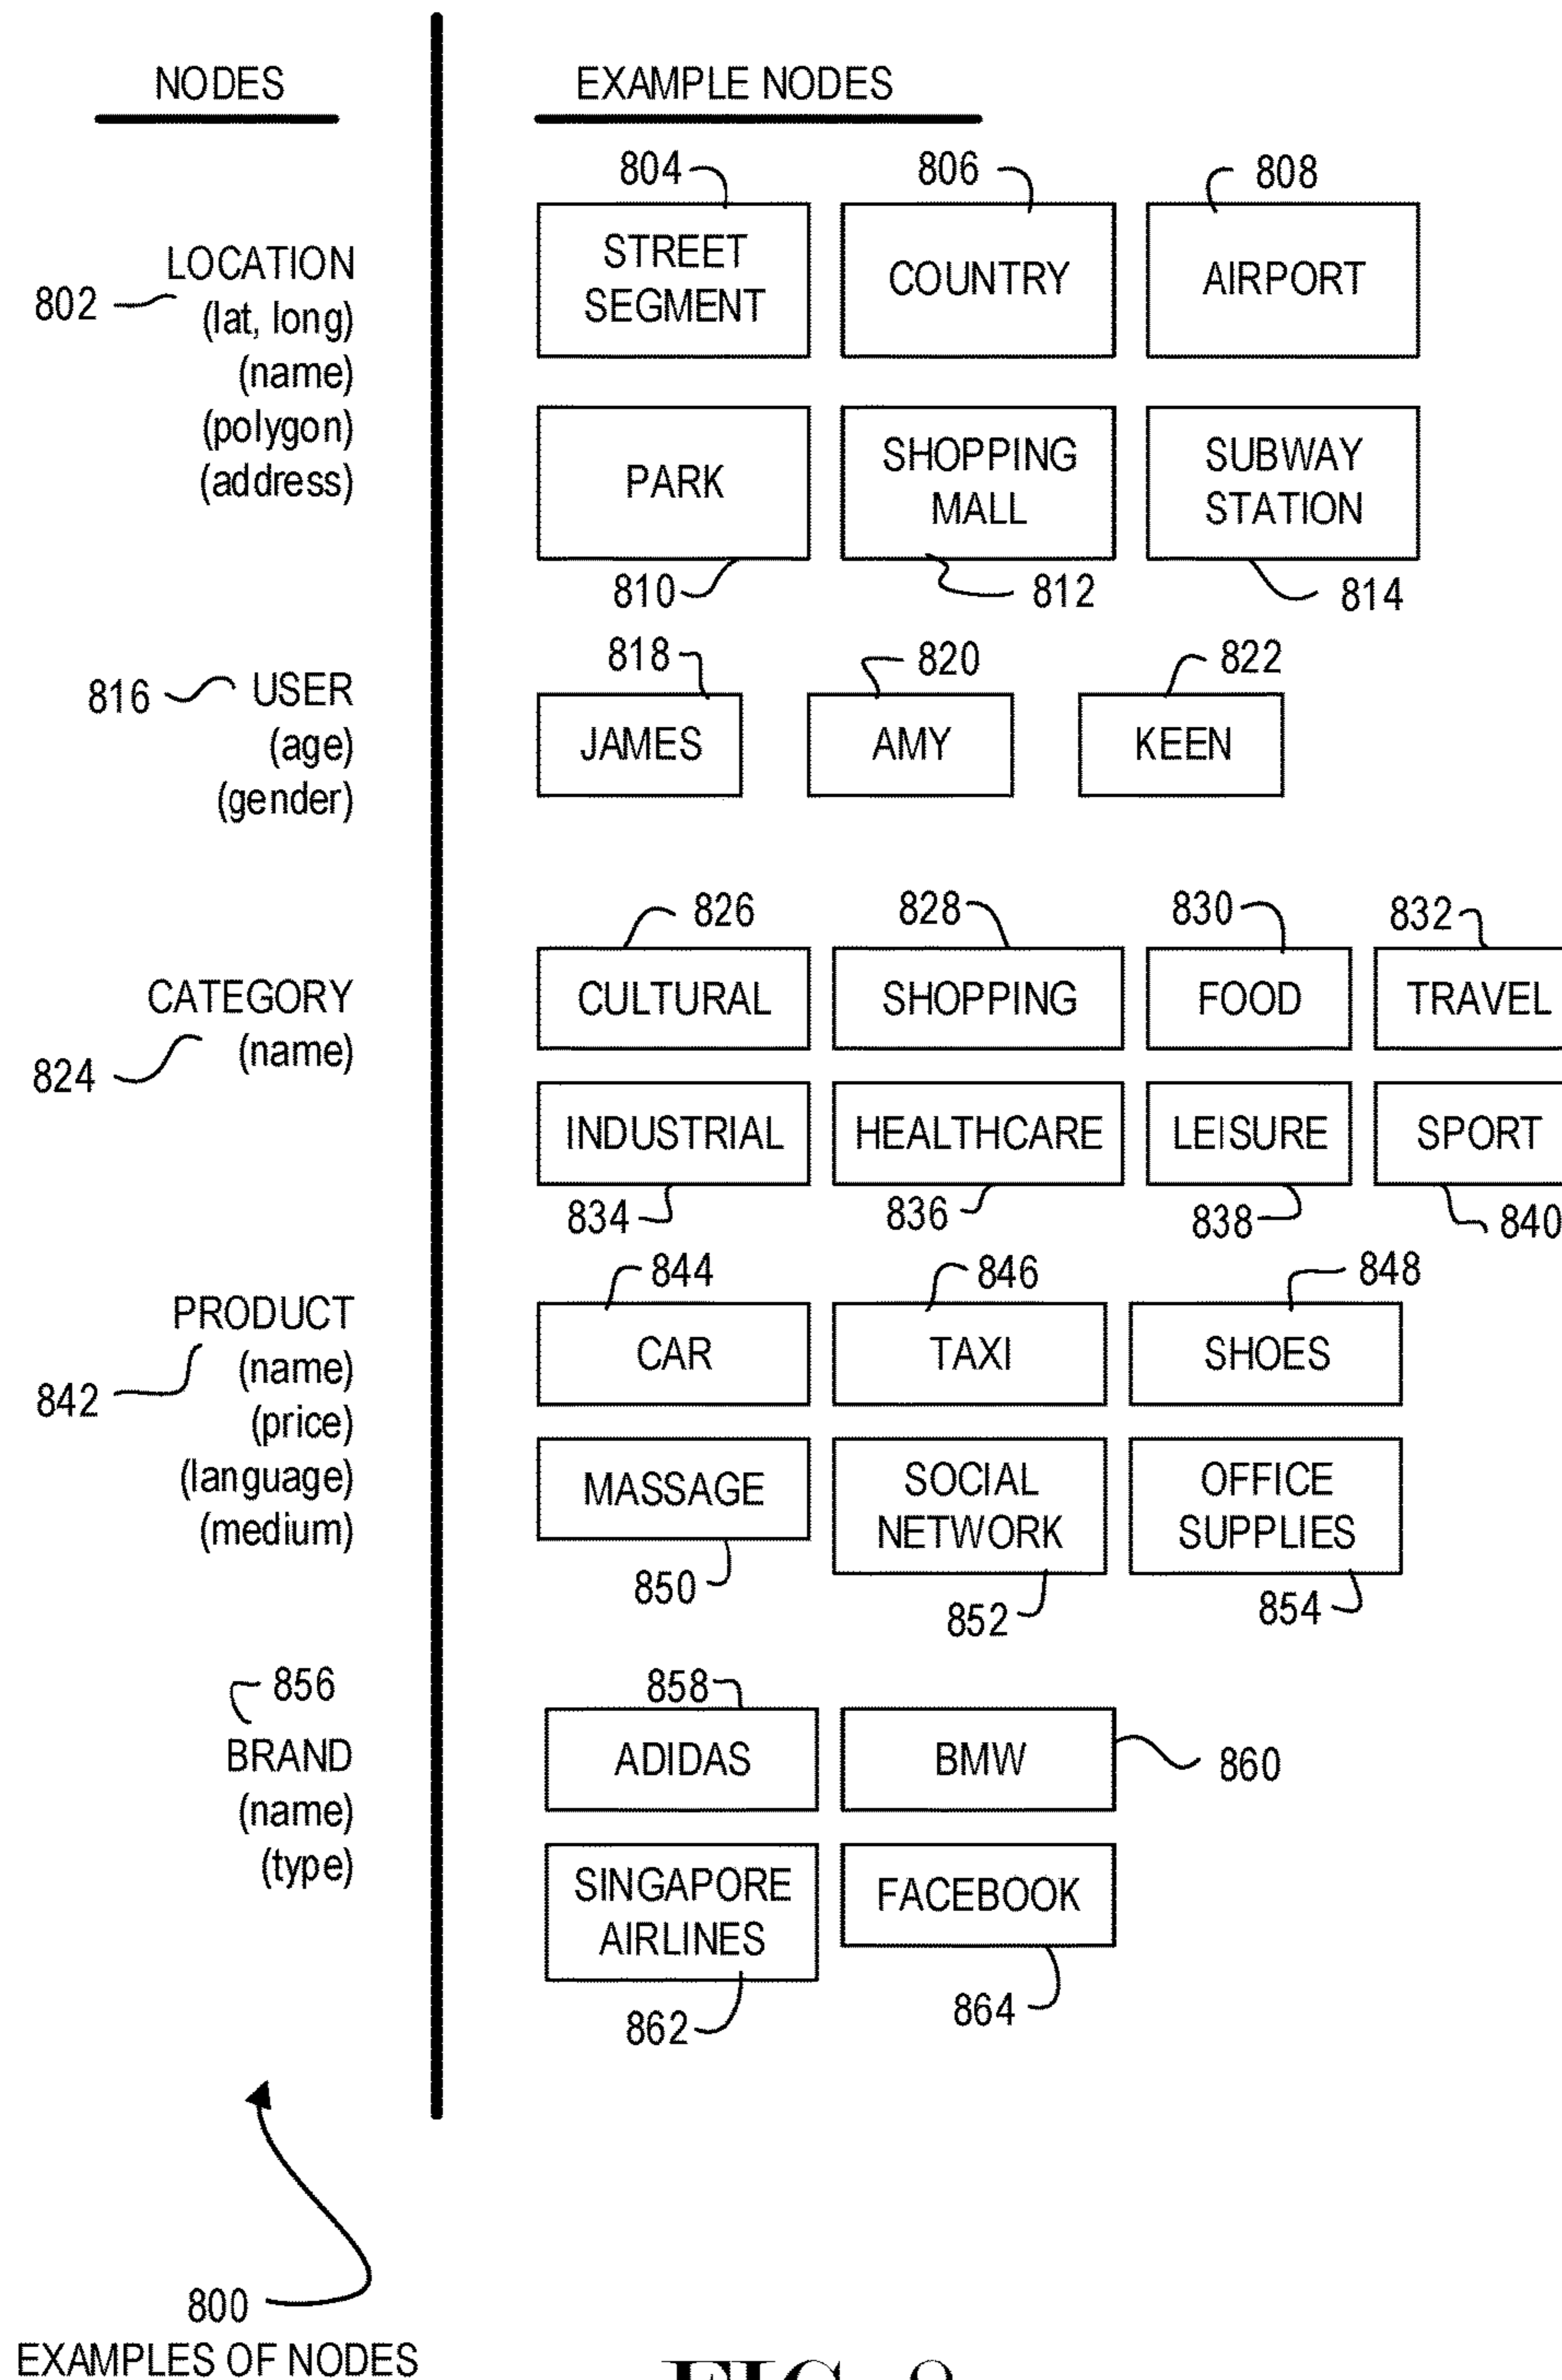 NODES
EXAMPLE NODES
804
806
808
802
LOCATION
(lat, long)
(name)
(polygon)
(address)
STREET
SEGMENT
COUNTRY
AIRPORT
PARK
SHOPPING
MALL
SUBWAY
STATION
810
812
814
816
USER
(age)
(gender)
818
820
822
JAMES
AMY
KEEN
824
CATEGORY
(name)
826
828
830
832
CULTURAL
SHOPPING
FOOD
TRAVEL
INDUSTRIAL
HEALTHCARE
LEISURE
SPORT
834
836
838
840
842
PRODUCT
(name)
(price)
(language)
(medium)
844
846
848
CAR
TAXI
SHOES
MASSAGE
SOCIAL
NETWORK
OFFICE
SUPPLIES
850
852
854
856
BRAND
(name)
(type)
858
ADIDAS
BMW
860
SINGAPORE
AIRLINES
FACEBOOK
862
864
800
EXAMPLES OF NODES
FIG. 8